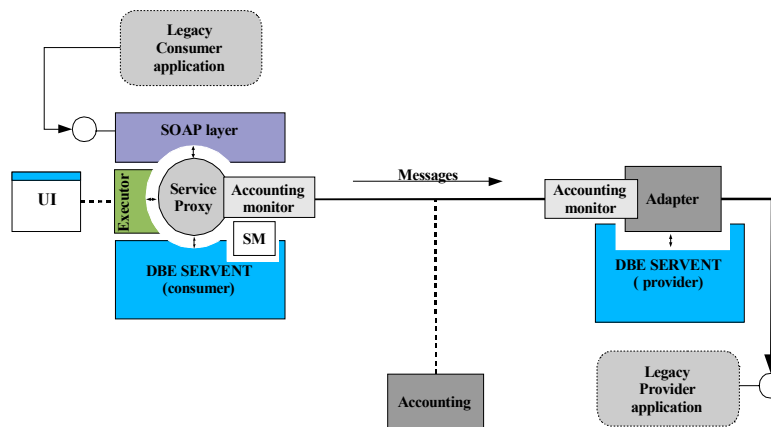 Legacy
Consumer
application
SOAP layer
UI
Executor
Service
Proxy
Accounting
monitor
SM
DBE SERVENT
(consumer)
Messages
Accounting
monitor
Adapter
DBE SERVENT
( provider)
Accounting
Legacy
Provider
application